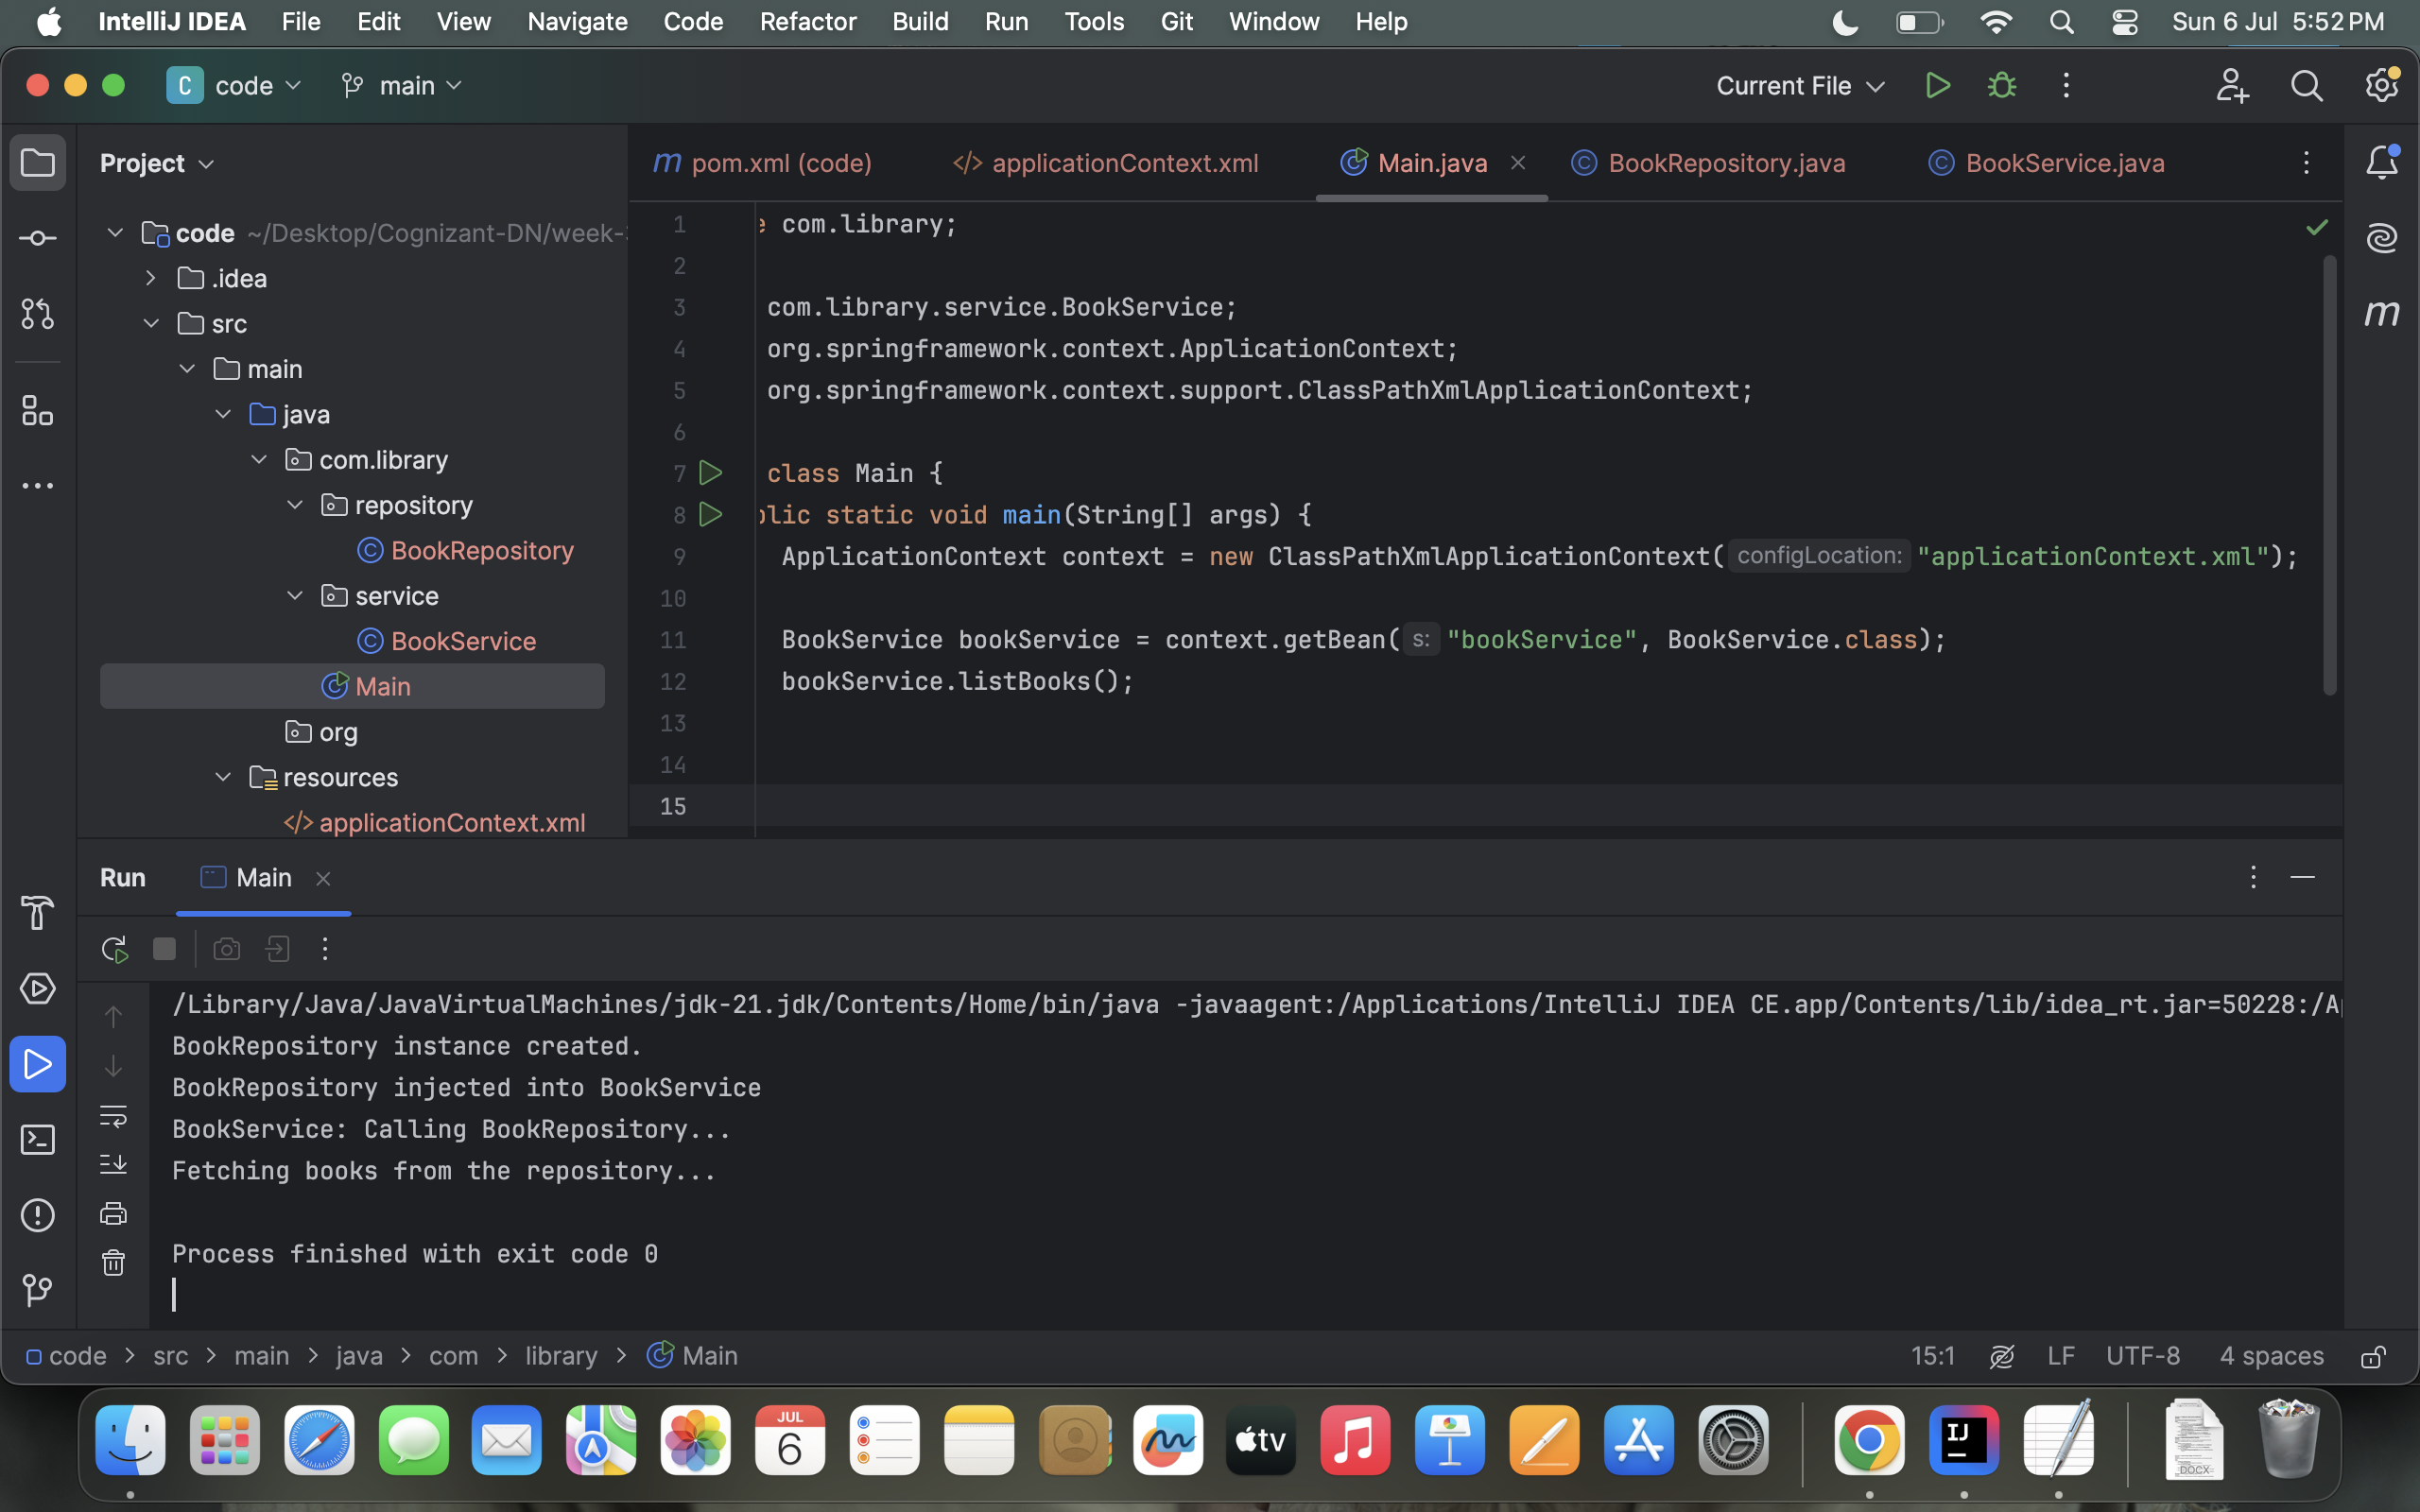 IntelliJ IDEA File Edit View Navigate Code Refactor Build Run Tools Git Window Help Sun 6 Jul 5:52 PM
C code main Current File
Project
m pom.xml (code) </> applicationContext.xml Main.java BookRepository.java BookService.java
code ~/Desktop/Cognizant-DN/week-
.idea
src
main
java
com.library
repository
BookRepository
service
BookService
Main
org
resources
</> applicationContext.xml
1 e com.library;
2
3 com.library.service.BookService;
4 org.springframework.context.ApplicationContext;
5 org.springframework.context.support.ClassPathXmlApplicationContext;
6
7 class Main {
8 blic static void main(String[] args) {
9 ApplicationContext context = new ClassPathXmlApplicationContext( configLocation: "applicationContext.xml");
10
11 BookService bookService = context.getBean( s: "bookService", BookService.class);
12 bookService.listBooks();
13
14
15
m
Run Main
/Library/Java/JavaVirtualMachines/jdk-21.jdk/Contents/Home/bin/java -javaagent:/Applications/IntelliJ IDEA CE.app/Contents/lib/idea_rt.jar=50228:/A
BookRepository instance created.
BookRepository injected into BookService
BookService: Calling BookRepository...
Fetching books from the repository...
Process finished with exit code 0
code > src > main > java > com > library > Main 15:1 LF UTF-8 4 spaces
JUL
6
tv
IJ
DOCX